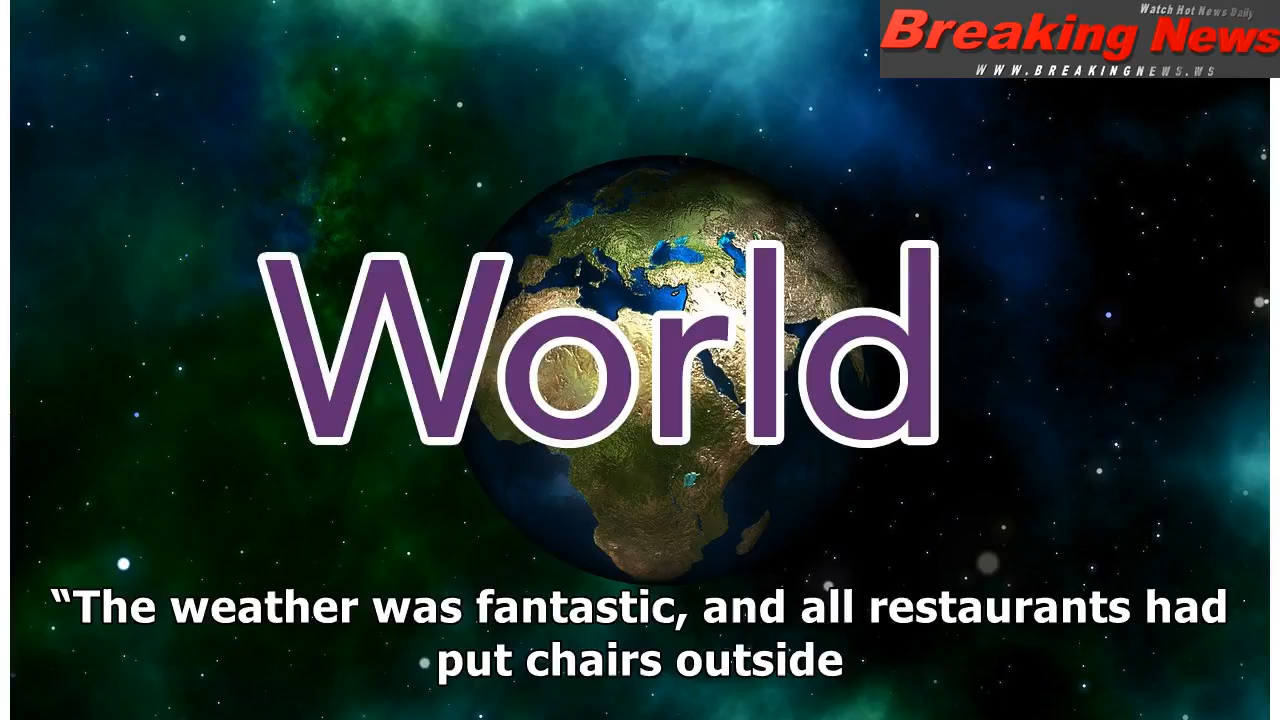 Watch Hot News Daily
Breaking News
WWW.BREAKINGNEWS.WS
World
“The weather was fantastic, and all restaurants had
put chairs outside